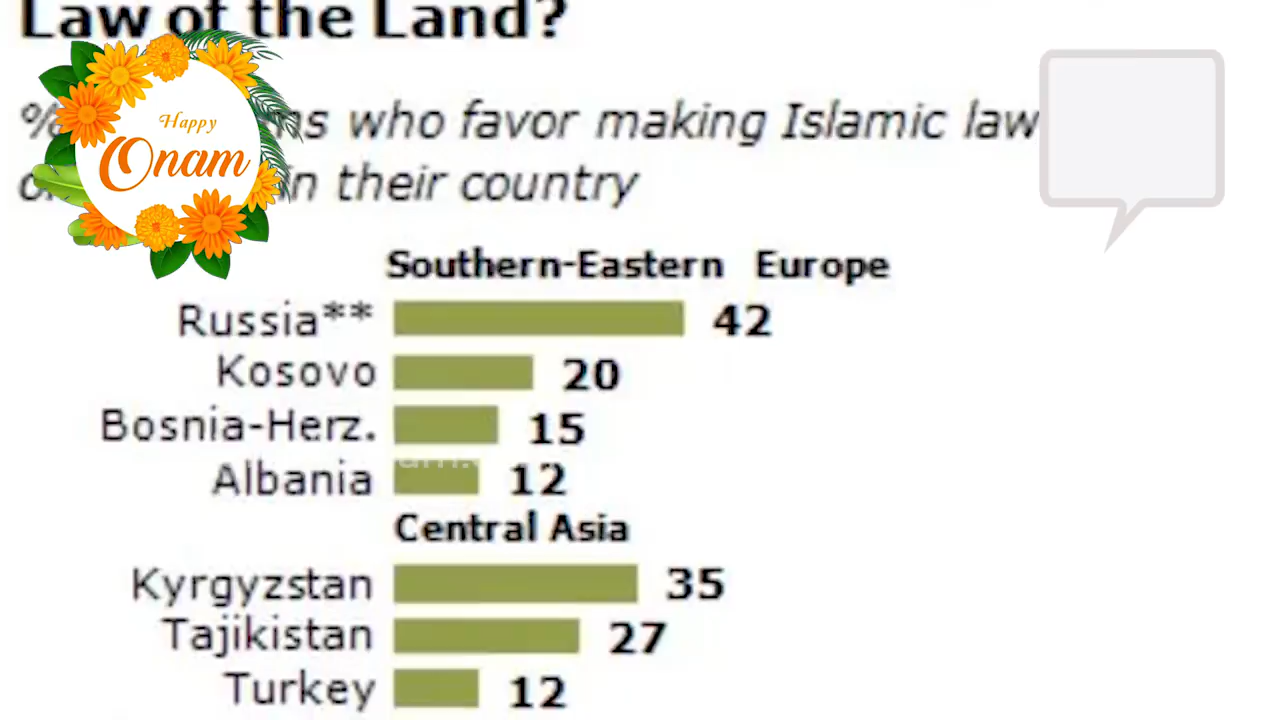 Law of the Land?
Happy
Onam
% who favor making Islamic law
in their country
Southern-Eastern Europe
Russia** 42
Kosovo 20
Bosnia-Herz. 15
Albania 12
Central Asia
Kyrgyzstan 35
Tajikistan 27
Turkey 12